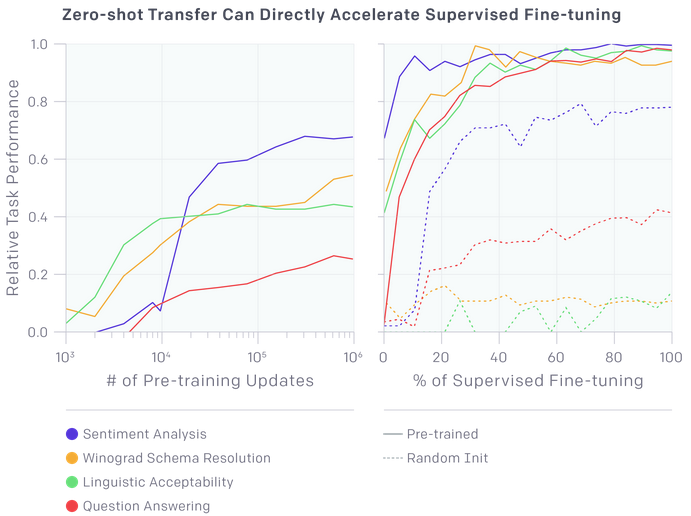 Zero-shot Transfer Can Directly Accelerate Supervised Fine-tuning
Relative Task Performance
1.0
0.8
0.6
0.4
0.2
0.0
10³ 10⁴ 10⁵ 10⁶
# of Pre-training Updates
0 20 40 60 80 100
% of Supervised Fine-tuning
Sentiment Analysis
Winograd Schema Resolution
Linguistic Acceptability
Question Answering
Pre-trained
Random Init